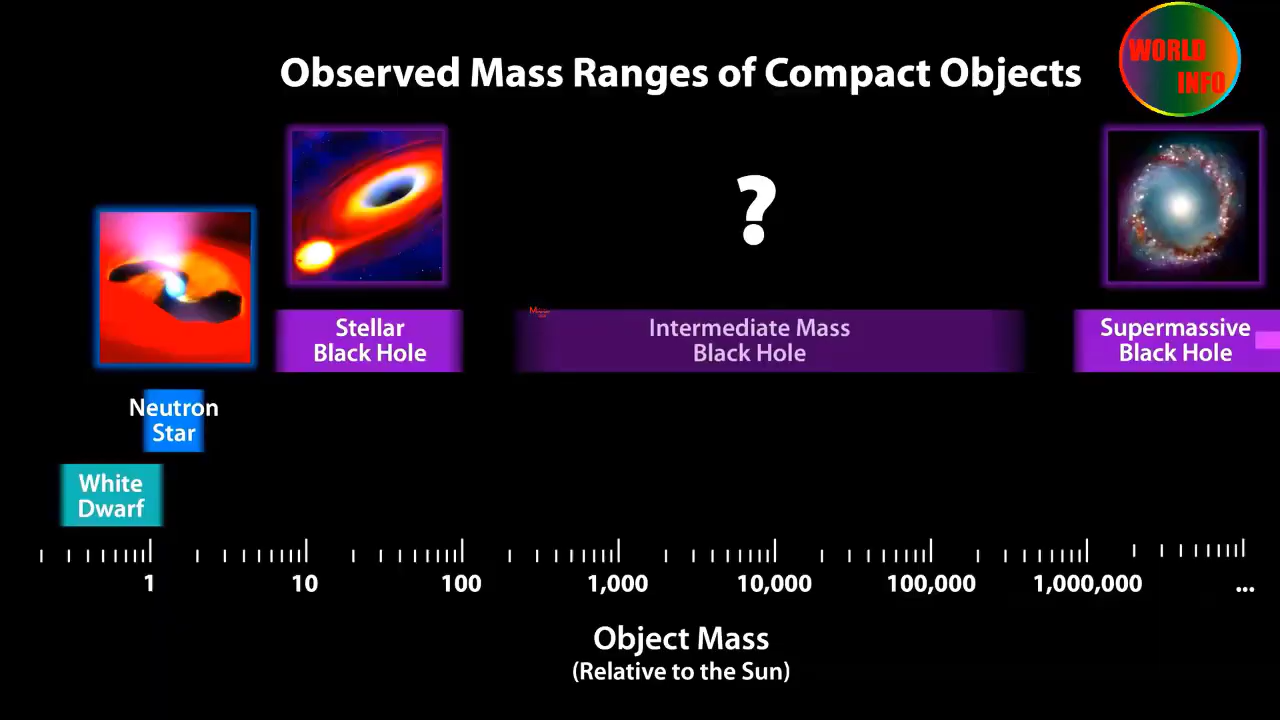 Observed Mass Ranges of Compact Objects
WORLD
INFO
?
Stellar
Black Hole
Intermediate Mass
Black Hole
Supermassive
Black Hole
Neutron
Star
White
Dwarf
1 10 100 1,000 10,000 100,000 1,000,000 ...
Object Mass
(Relative to the Sun)